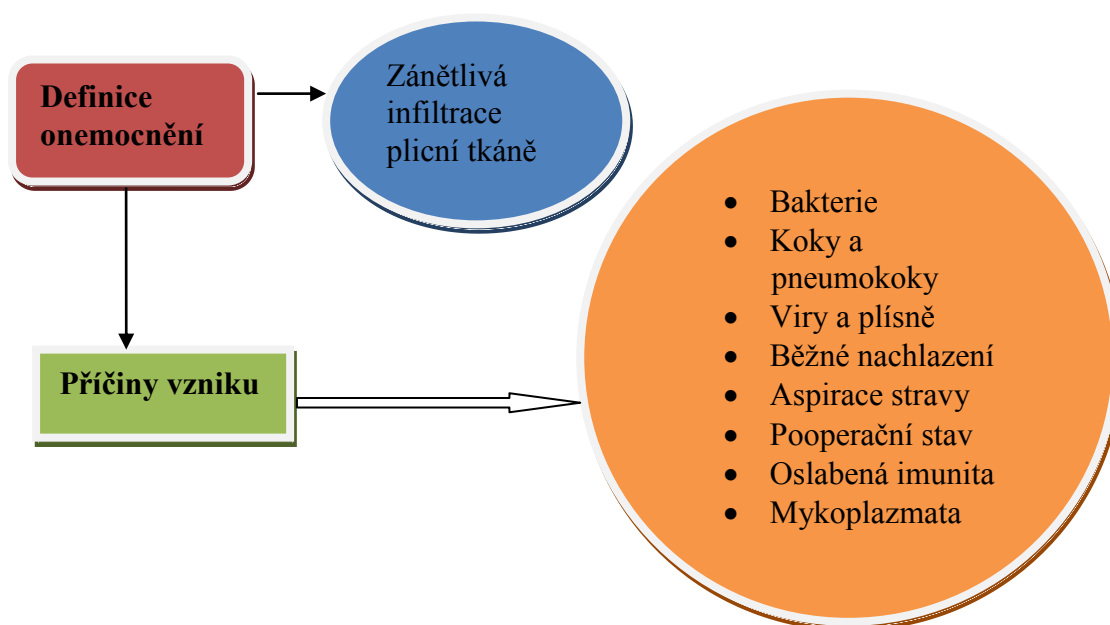 Definice
onemocnění
Zánětlivá
infiltrace
plicní tkáně
Příčiny vzniku
• Bakterie
• Koky a
pneumokoky
• Viry a plísně
• Běžné nachlazení
• Aspirace stravy
• Pooperační stav
• Oslabená imunita
• Mykoplazmata